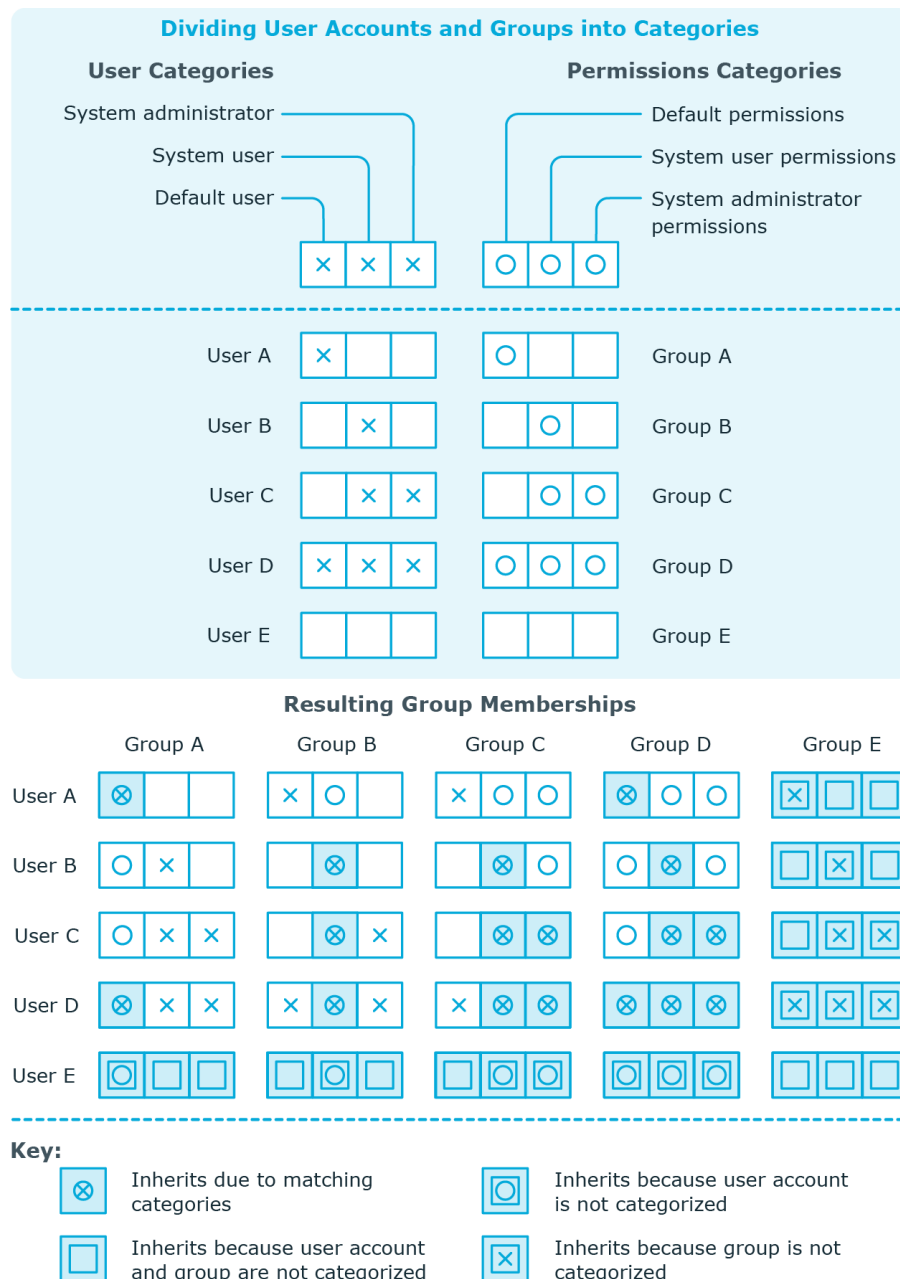 Dividing User Accounts and Groups into Categories
User Categories
Permissions Categories
System administrator
Default permissions
System user
System user permissions
Default user
System administrator
permissions
User A
Group A
User B
Group B
User C
Group C
User D
Group D
User E
Group E
Resulting Group Memberships
Group A
Group B
Group C
Group D
Group E
User A
User B
User C
User D
User E
Key:
Inherits due to matching
categories
Inherits because user account
is not categorized
Inherits because user account
and group are not categorized
Inherits because group is not
categorized